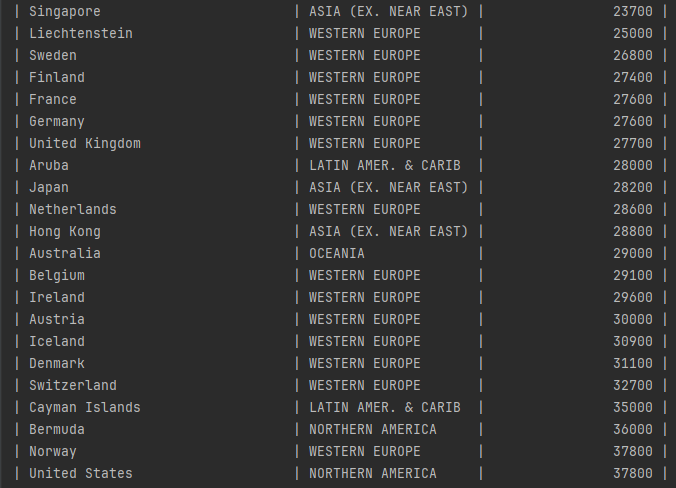 | Singapore | ASIA (EX. NEAR EAST) | 23700 |
| Liechtenstein | WESTERN EUROPE | 25000 |
| Sweden | WESTERN EUROPE | 26800 |
| Finland | WESTERN EUROPE | 27400 |
| France | WESTERN EUROPE | 27600 |
| Germany | WESTERN EUROPE | 27600 |
| United Kingdom | WESTERN EUROPE | 27700 |
| Aruba | LATIN AMER. & CARIB | 28000 |
| Japan | ASIA (EX. NEAR EAST) | 28200 |
| Netherlands | WESTERN EUROPE | 28600 |
| Hong Kong | ASIA (EX. NEAR EAST) | 28800 |
| Australia | OCEANIA | 29000 |
| Belgium | WESTERN EUROPE | 29100 |
| Ireland | WESTERN EUROPE | 29600 |
| Austria | WESTERN EUROPE | 30000 |
| Iceland | WESTERN EUROPE | 30900 |
| Denmark | WESTERN EUROPE | 31100 |
| Switzerland | WESTERN EUROPE | 32700 |
| Cayman Islands | LATIN AMER. & CARIB | 35000 |
| Bermuda | NORTHERN AMERICA | 36000 |
| Norway | WESTERN EUROPE | 37800 |
| United States | NORTHERN AMERICA | 37800 |